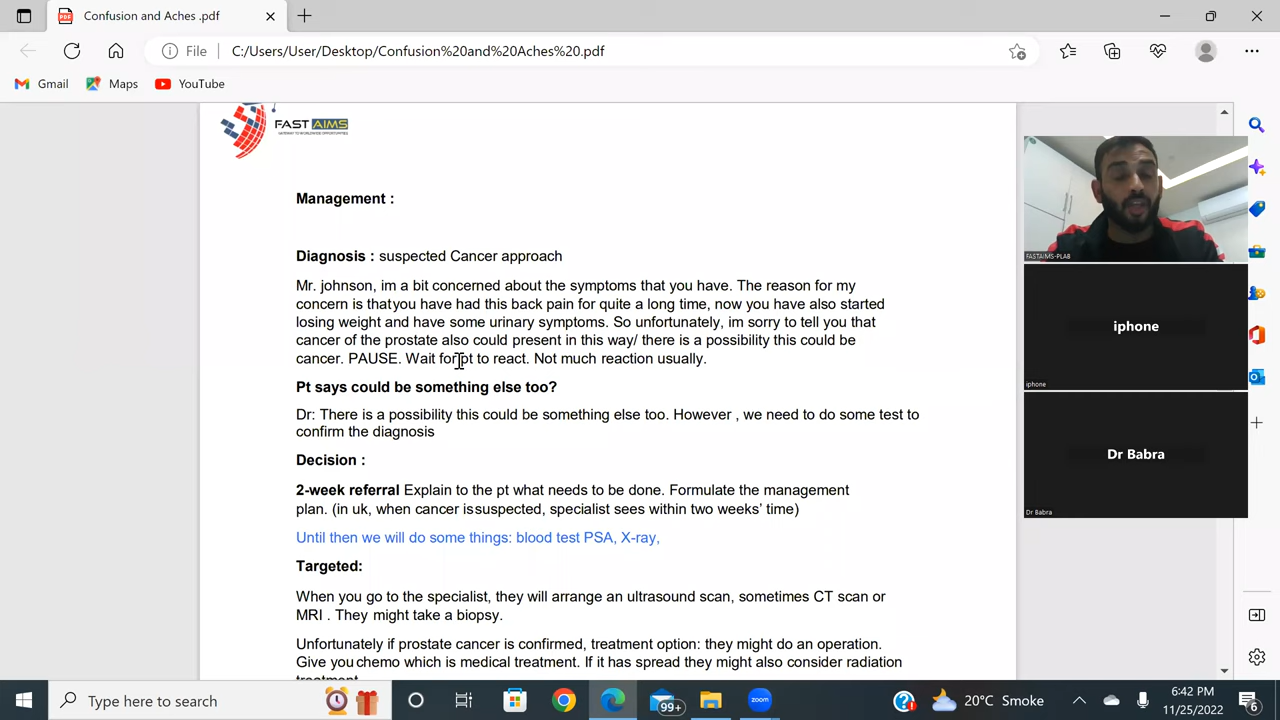 Confusion and Aches .pdf
File
C:/Users/User/Desktop/Confusion%20and%20Aches%20.pdf
Gmail
Maps
YouTube
FAST AIMS
Management :
Diagnosis : suspected Cancer approach
Mr. johnson, im a bit concerned about the symptoms that you have. The reason for my
concern is thatyou have had this back pain for quite a long time, now you have also started
losing weight and have some urinary symptoms. So unfortunately, im sorry to tell you that
cancer of the prostate also could present in this way/ there is a possibility this could be
cancer. PAUSE. Wait for pt to react. Not much reaction usually.
Pt says could be something else too?
Dr: There is a possibility this could be something else too. However , we need to do some test to
confirm the diagnosis
Decision :
2-week referral Explain to the pt what needs to be done. Formulate the management
plan. (in uk, when cancer issuspected, specialist sees within two weeks' time)
Until then we will do some things: blood test PSA, X-ray,
Targeted:
When you go to the specialist, they will arrange an ultrasound scan, sometimes CT scan or
MRI . They might take a biopsy.
Unfortunately if prostate cancer is confirmed, treatment option: they might do an operation.
Give you chemo which is medical treatment. If it has spread they might also consider radiation
treatment
FASTAIMS-PLAB
iphone
iphone
Dr Babra
Dr Babra
Type here to search
99+
zoom
20°C Smoke
6:42 PM
11/25/2022
6